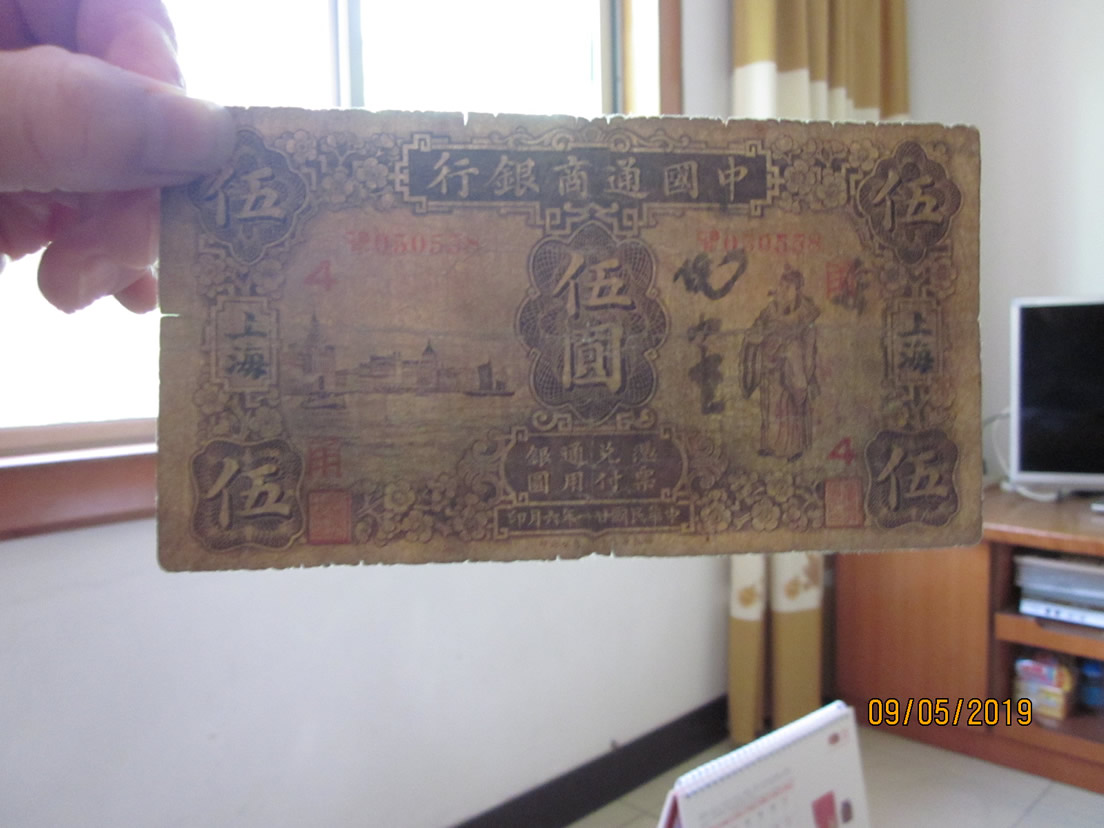 中國通商銀行
伍
伍
4
上海
上海
伍圓
憑票
兌付
通用
銀圓
4
伍
伍
中華民國廿一年六月印
09/05/2019